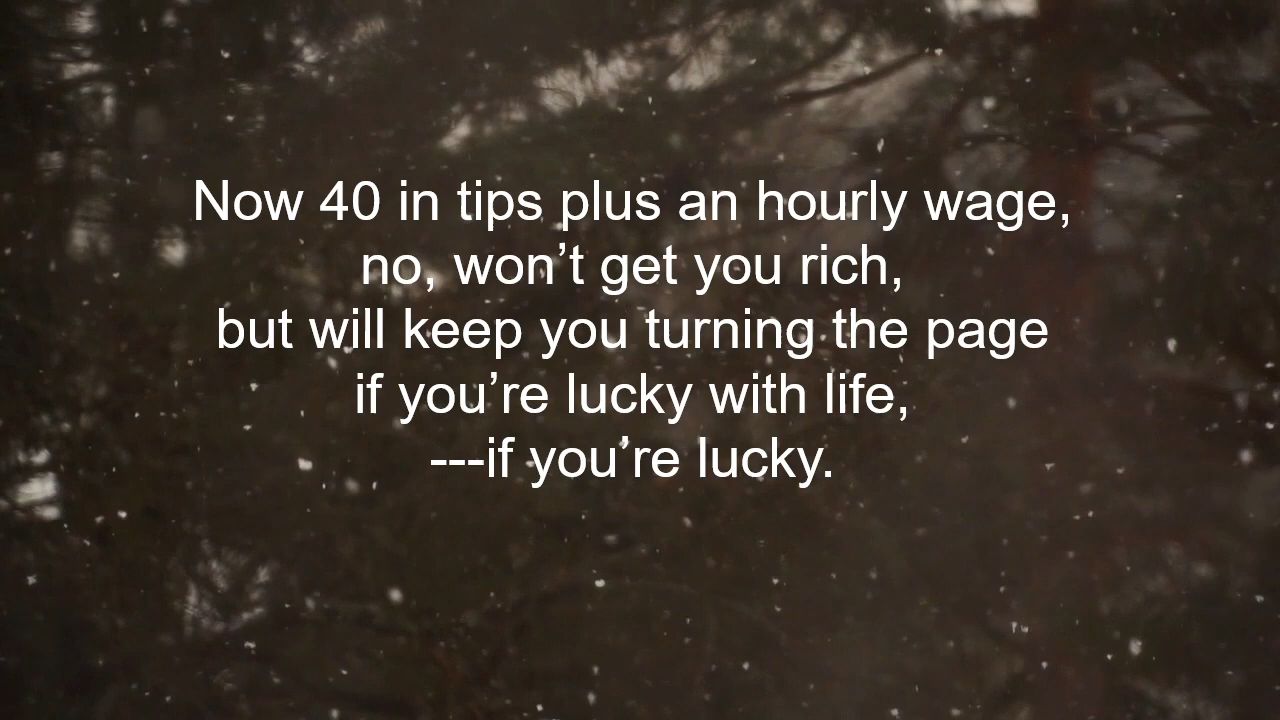 Now 40 in tips plus an hourly wage,
no, won’t get you rich,
but will keep you turning the page
if you’re lucky with life,
---if you’re lucky.